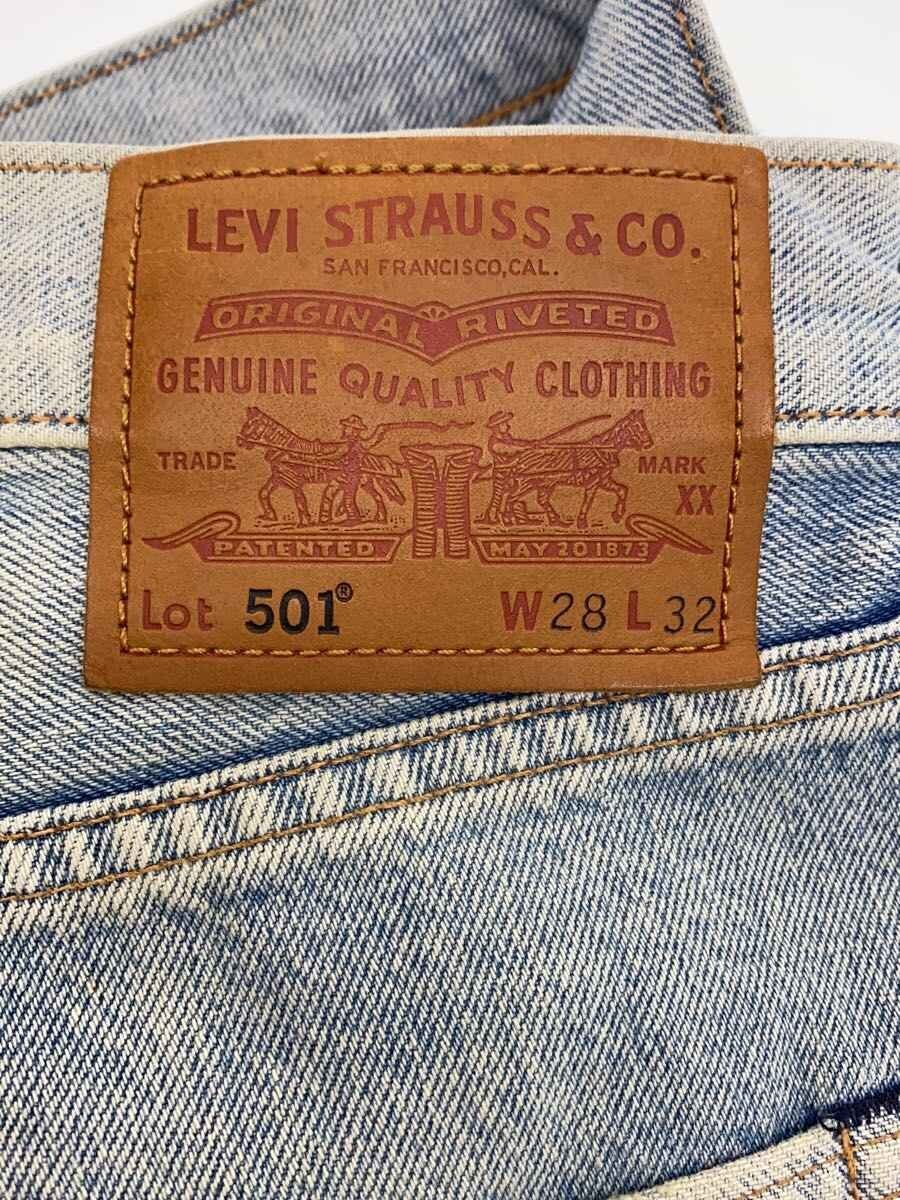 LEVI STRAUSS & CO.
SAN FRANCISCO, CAL.
ORIGINAL RIVETED
GENUINE QUALITY CLOTHING
TRADE MARK
XX
PATENTED MAY 20 1873
Lot 501® W28 L 32